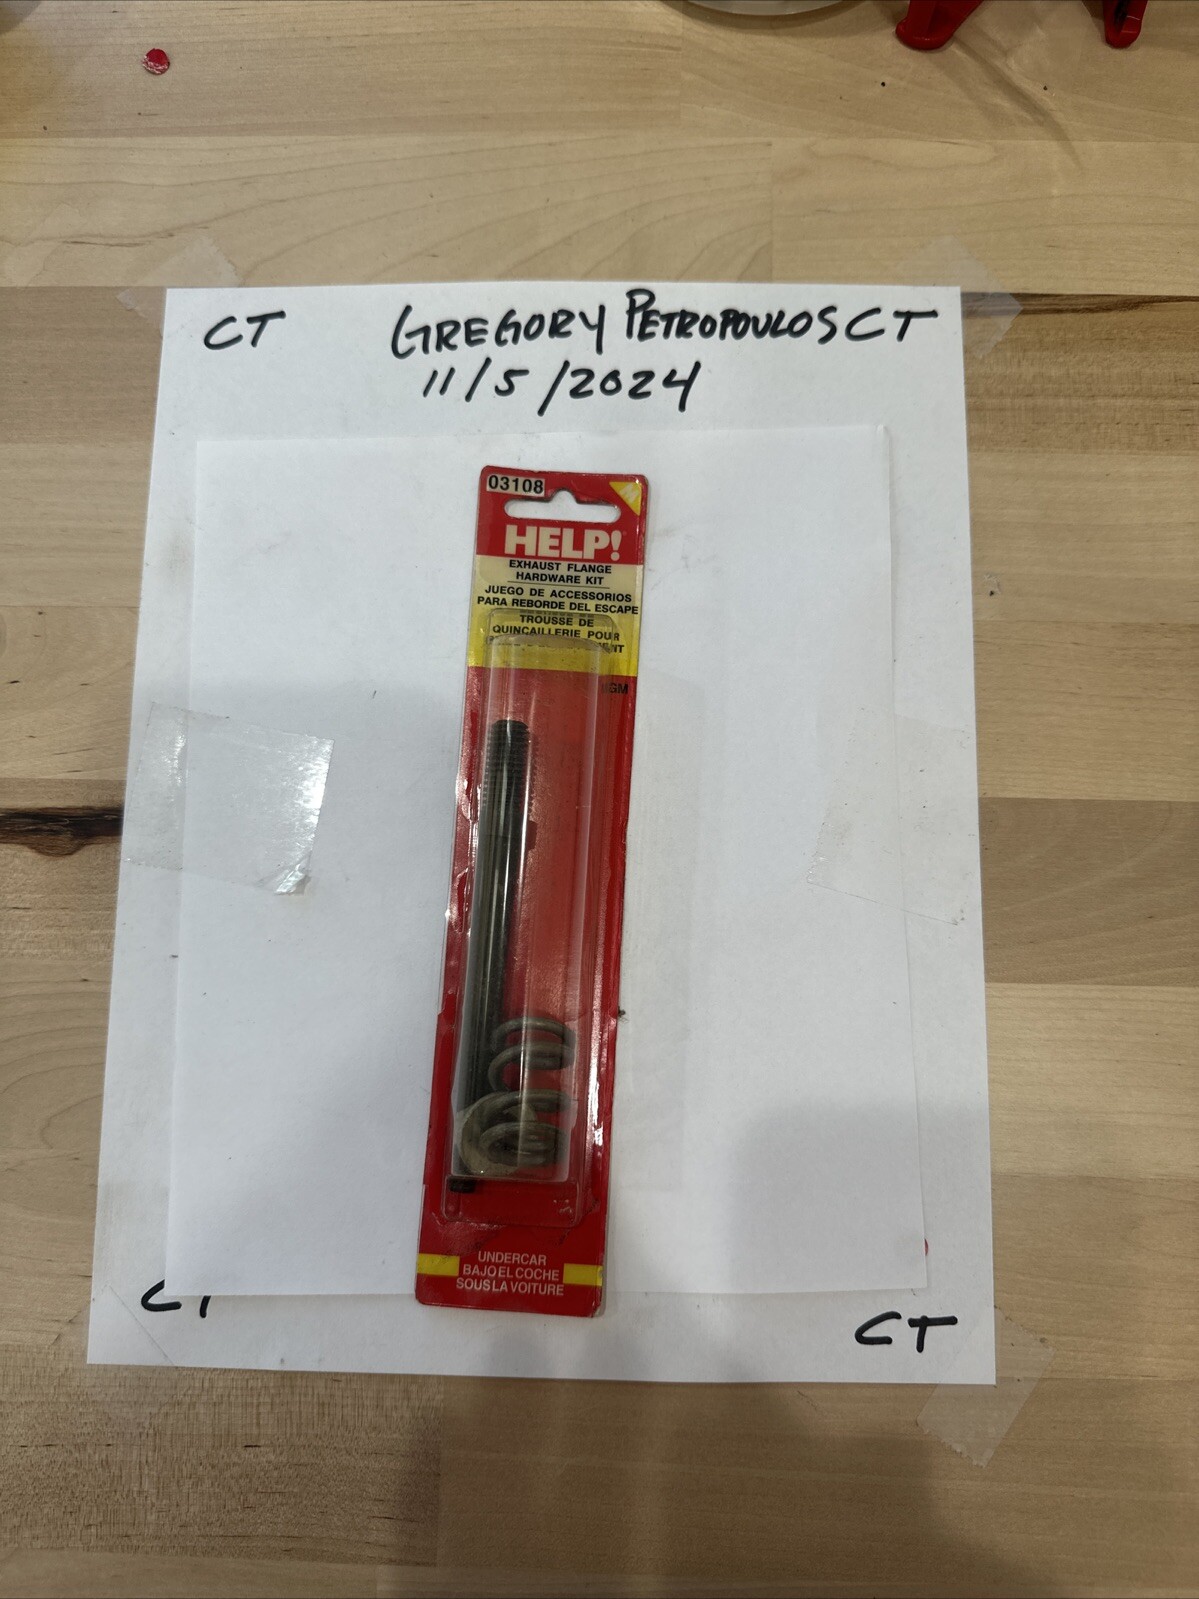 CT GREGORY PETROPOULOS CT
11/5/2024
03108
HELP!
EXHAUST FLANGE
HARDWARE KIT
JUEGO DE ACCESSORIOS
PARA REBORDE DEL ESCAPE
TROUSSE DE
QUINCAILLERIE POUR
GM
UNDERCAR
BAJO EL COCHE
SOUS LA VOITURE
CT CT